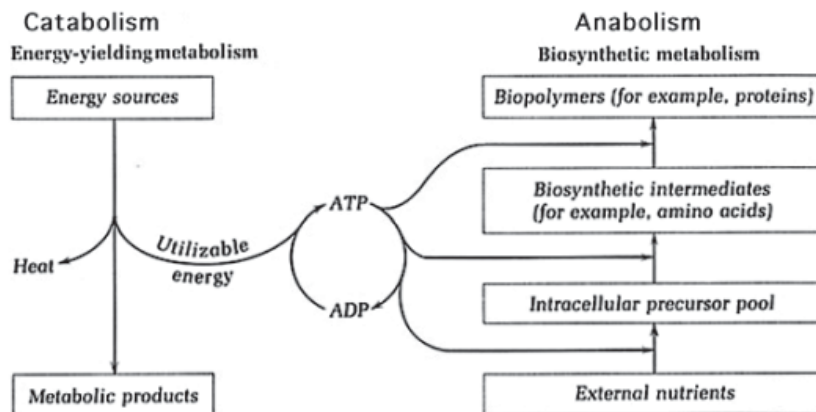 Catabolism
Energy-yielding metabolism
Energy sources
Heat
Utilizable
energy
Metabolic products
ATP
ADP
Anabolism
Biosynthetic metabolism
Biopolymers (for example, proteins)
Biosynthetic intermediates
(for example, amino acids)
Intracellular precursor pool
External nutrients